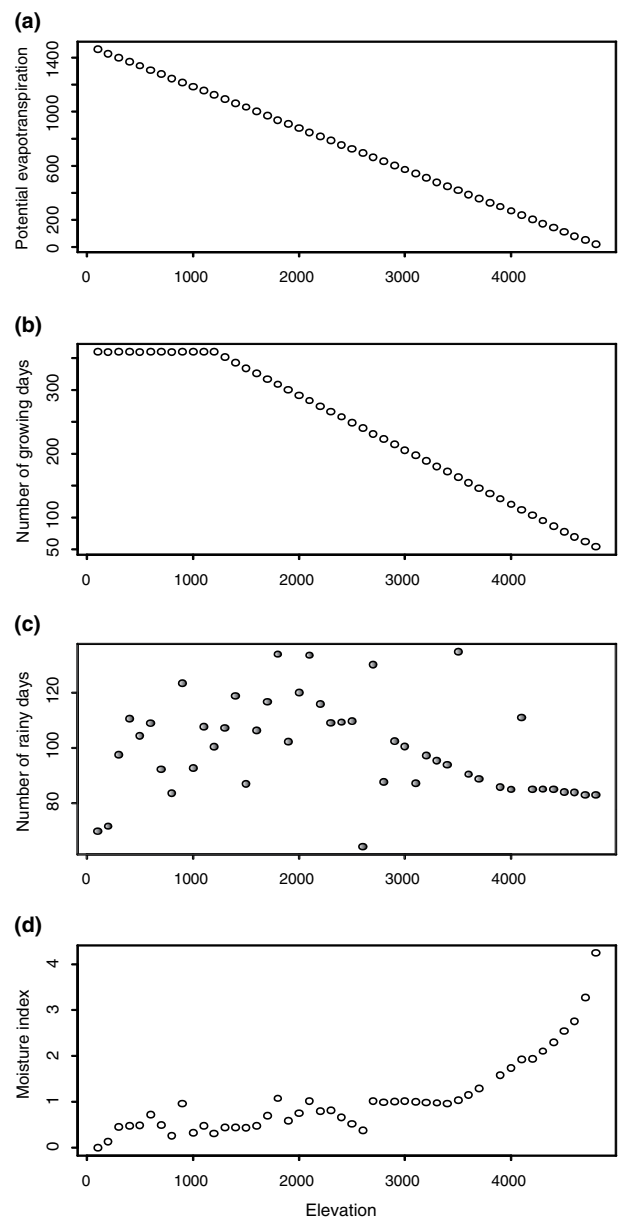 (a)
Potential evapotranspiration
0 200 600 1000 1400
0 1000 2000 3000 4000
(b)
Number of growing days
50 100 200 300
0 1000 2000 3000 4000
(c)
Number of rainy days
80 100 120
0 1000 2000 3000 4000
(d)
Moisture index
0 1 2 3 4
0 1000 2000 3000 4000
Elevation